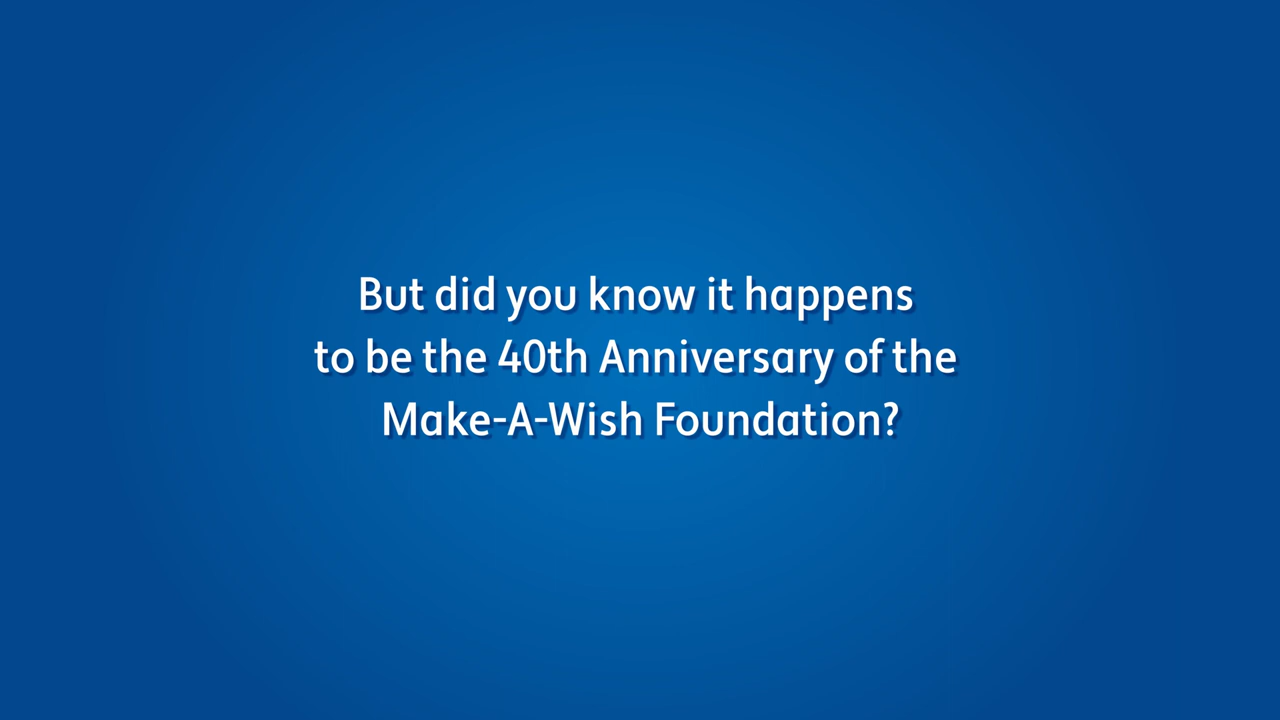 But did you know it happens
to be the 40th Anniversary of the
Make-A-Wish Foundation?